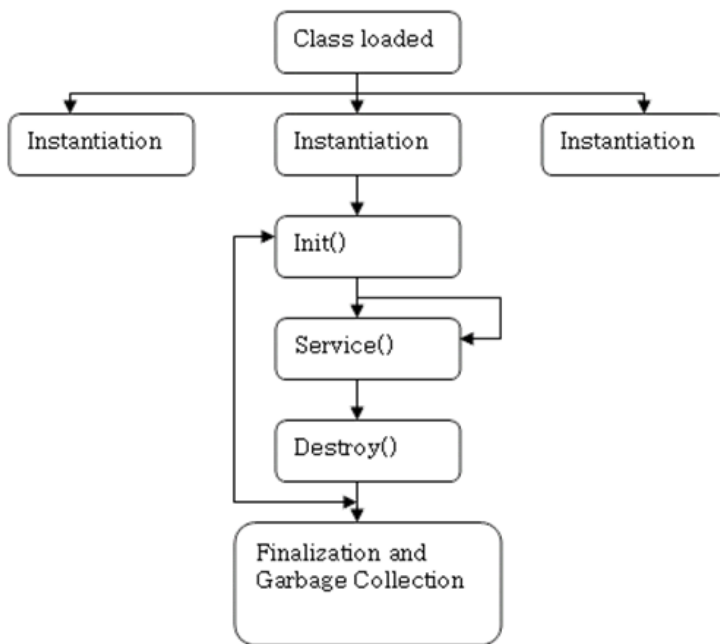 Class loaded
Instantiation
Instantiation
Instantiation
Init()
Service()
Destroy()
Finalization and
Garbage Collection